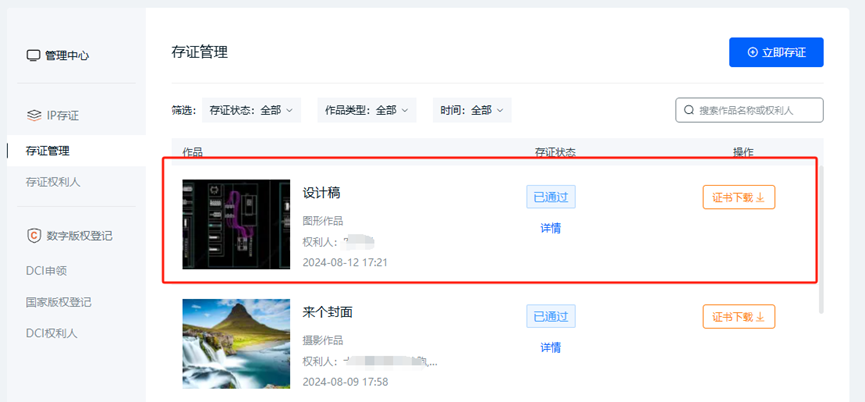 管理中心
IP存证
存证管理
存证权利人
数字版权登记
DCI申领
国家版权登记
DCI权利人
存证管理
立即存证
筛选: 存证状态: 全部 作品类型: 全部 时间: 全部 搜索作品名称或权利人
作品 存证状态 操作
设计稿
图形作品
权利人:
2024-08-12 17:21
已通过
详情
证书下载
来个封面
摄影作品
权利人: ,...
2024-08-09 17:58
已通过
详情
证书下载